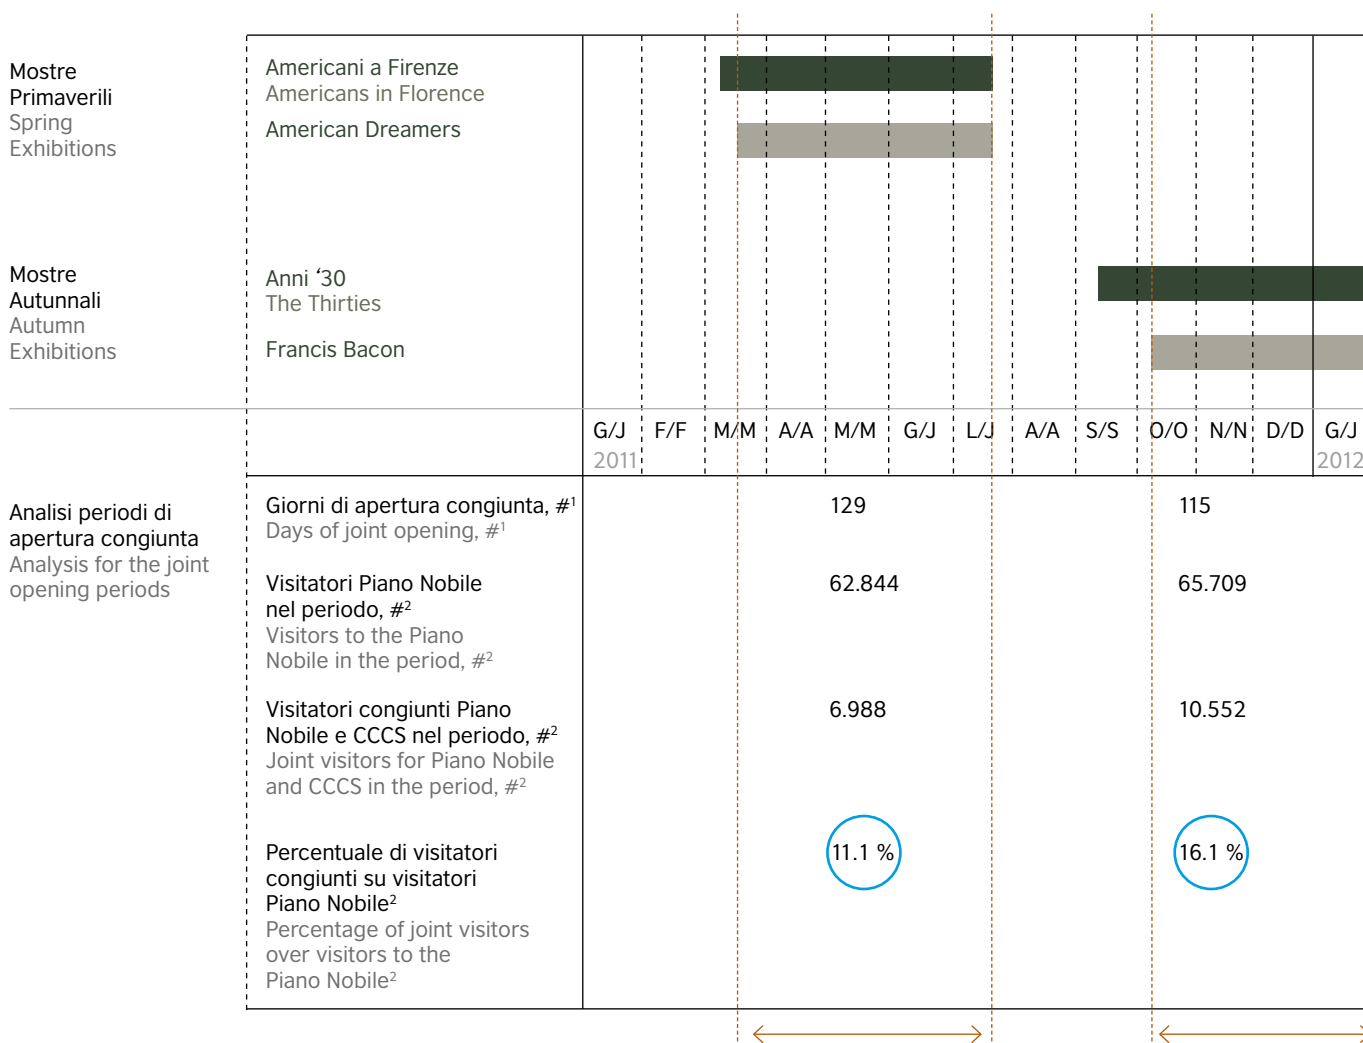 Mostre
Primaverili
Spring
Exhibitions
Americani a Firenze
Americans in Florence
American Dreamers
Mostre
Autunnali
Autumn
Exhibitions
Anni ‘30
The Thirties
Francis Bacon
G/J F/F M/M A/A M/M G/J L/J A/A S/S O/O N/N D/D G/J
2011 2012
Analisi periodi di
apertura congiunta
Analysis for the joint
opening periods
Giorni di apertura congiunta, #¹ 129 115
Days of joint opening, #¹
Visitatori Piano Nobile 62.844 65.709
nel periodo, #²
Visitors to the Piano
Nobile in the period, #²
Visitatori congiunti Piano 6.988 10.552
Nobile e CCCS nel periodo, #²
Joint visitors for Piano Nobile
and CCCS in the period, #²
Percentuale di visitatori 11.1 % 16.1 %
congiunti su visitatori
Piano Nobile²
Percentage of joint visitors
over visitors to the
Piano Nobile²